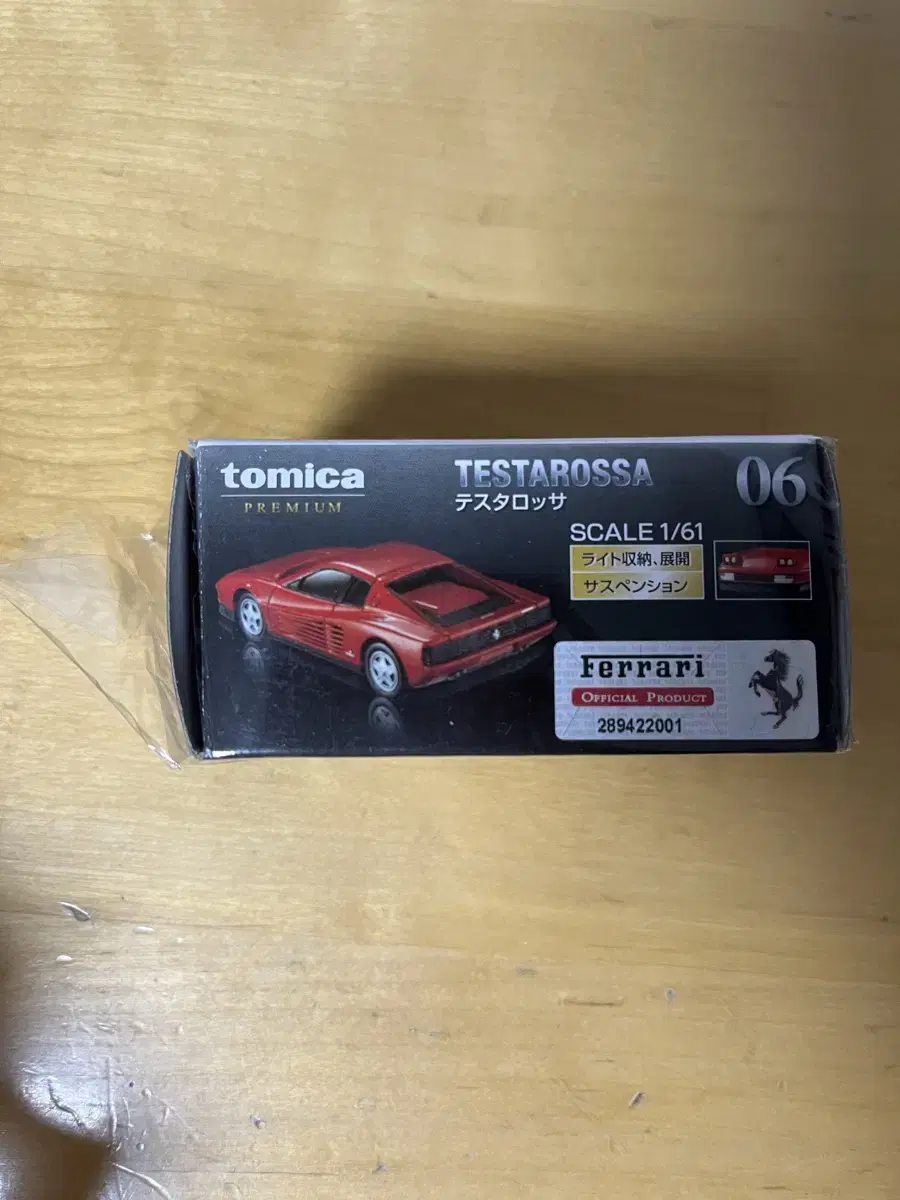 tomica
PREMIUM
TESTAROSSA
テスタロッサ
06
SCALE 1/61
ライト収納、展開
サスペンション
Ferrari
OFFICIAL PRODUCT
289422001